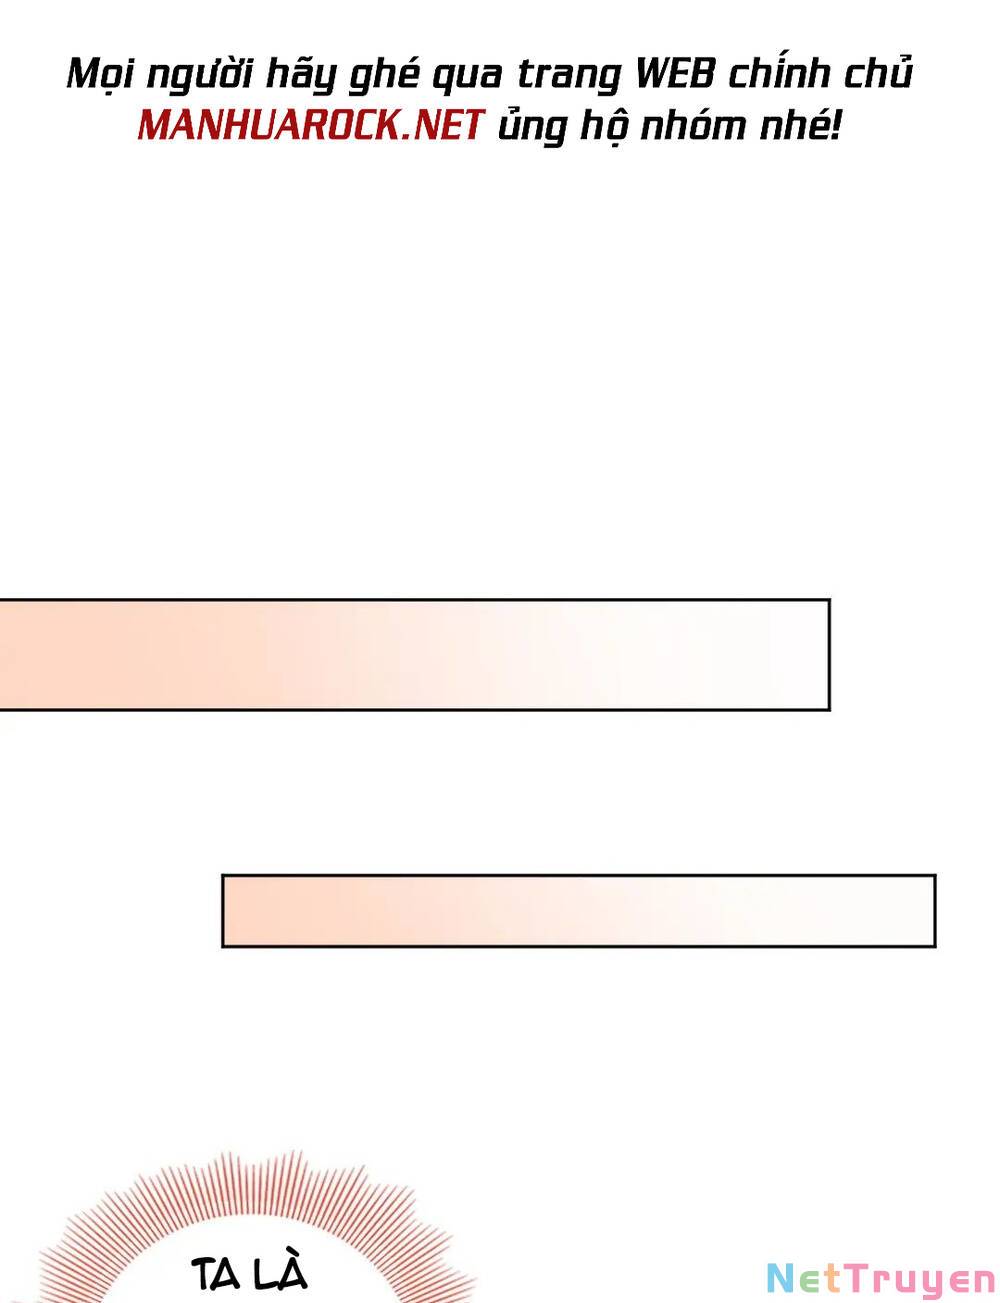 Mọi người hãy ghé qua trang WEB chính chủ
MANHUAROCK.NET ủng hộ nhóm nhé!
TA LÀ
NetTruyen